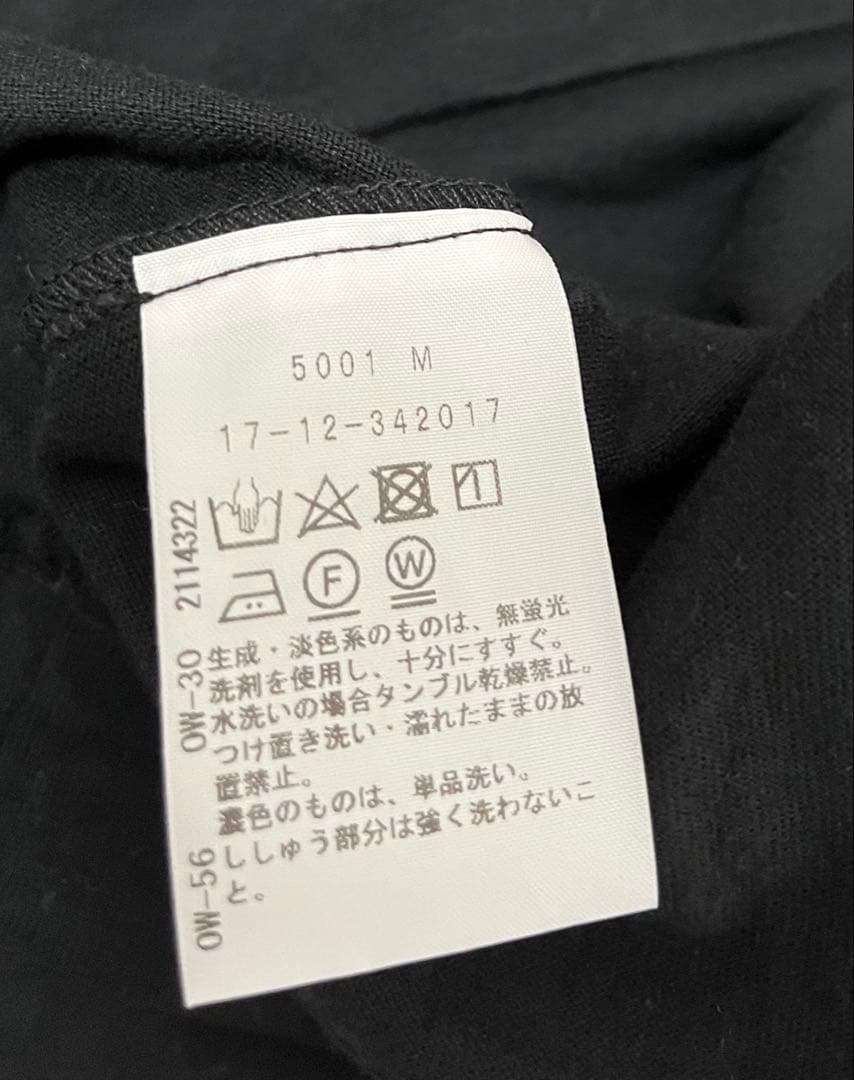 5001 M
17-12-342017
2114322
F
W
OW-30
生成・淡色系のものは、無蛍光
洗剤を使用し、十分にすすぐ。
水洗いの場合タンブル乾燥禁止。
つけ置き洗い・濡れたままの放
置禁止。
濃色のものは、単品洗い。
OW-56
ししゅう部分は強く洗わないこ
と。